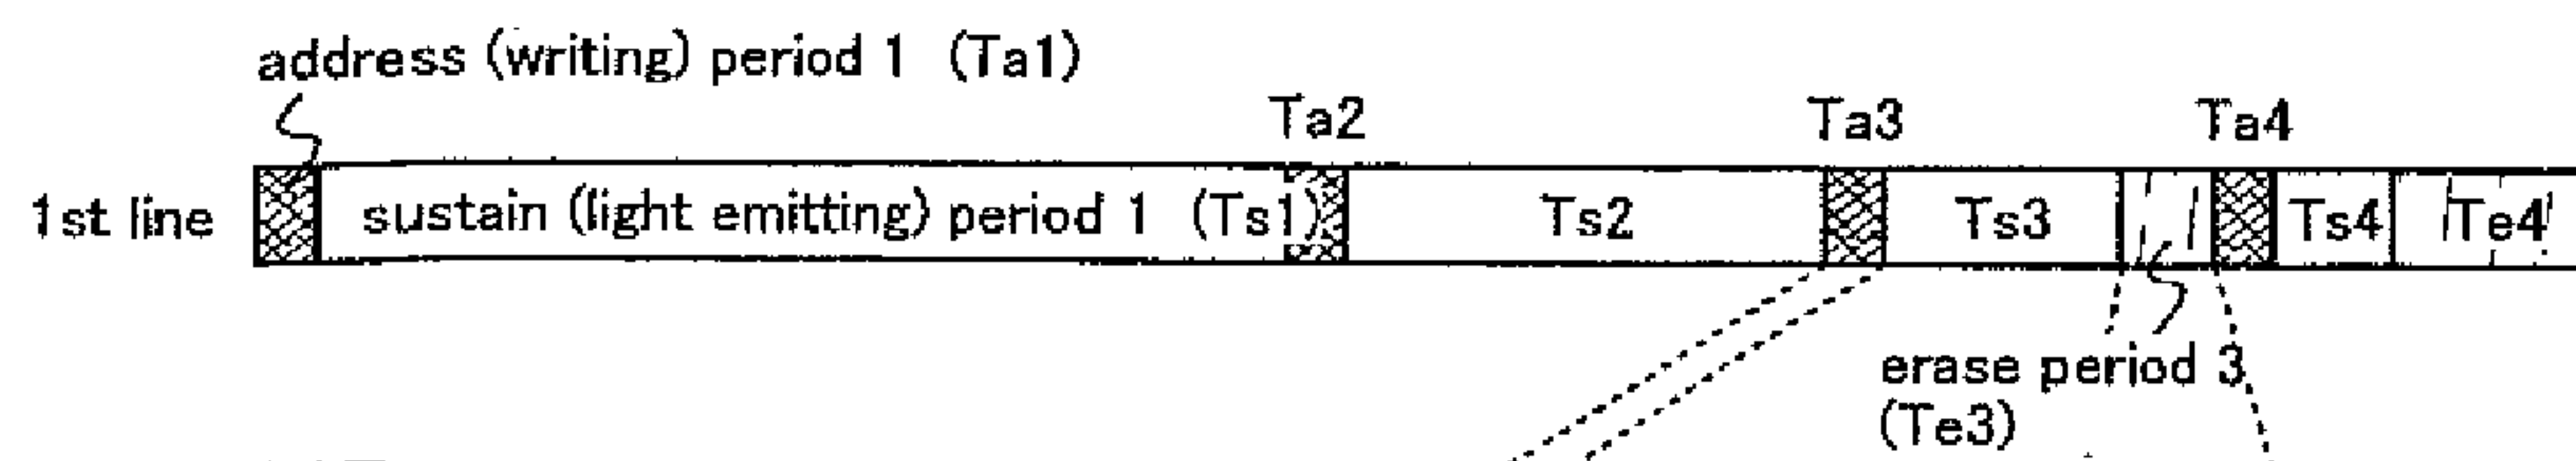 address (writing) period 1 (Ta1)
Ta2 Ta3 Ta4
1st line sustain (light emitting) period 1 (Ts1) Ts2 Ts3 Ts4 Te4
erase period 3
(Te3)